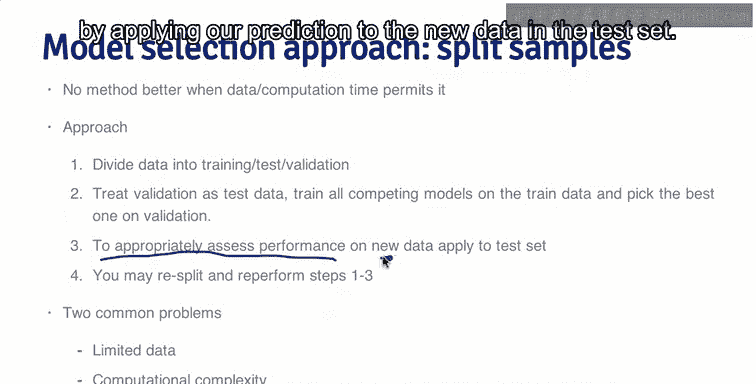 by applying our prediction to the new data in the test set.
Model selection approach: split samples
· No method better when data/computation time permits it
· Approach
1. Divide data into training/test/validation
2. Treat validation as test data, train all competing models on the train data and pick the best
one on validation.
3. To appropriately assess performance on new data apply to test set
4. You may re-split and reperform steps 1-3
· Two common problems
- Limited data
- Computational complexity